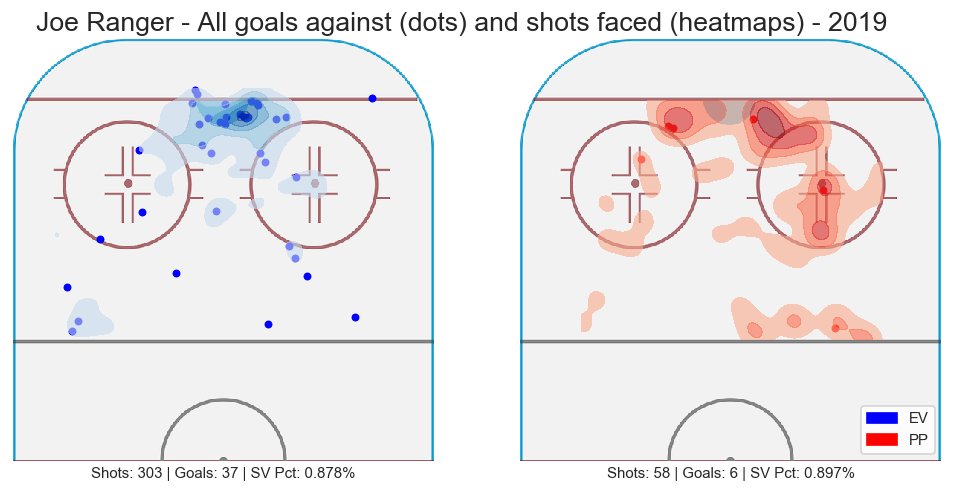 Joe Ranger - All goals against (dots) and shots faced (heatmaps) - 2019
EV
PP
Shots: 303 | Goals: 37 | SV Pct: 0.878%
Shots: 58 | Goals: 6 | SV Pct: 0.897%